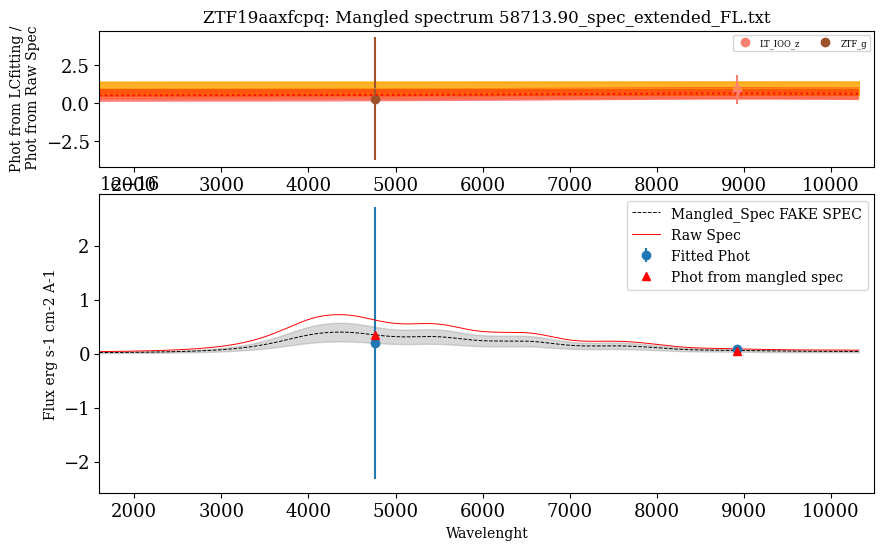 ZTF19aaxfcpq: Mangled spectrum 58713.90_spec_extended_FL.txt
Phot from LCfitting /
Phot from Raw Spec
2.5
0.0
−2.5
LT_IOO_z
ZTF_g
2000 3000 4000 5000 6000 7000 8000 9000 10000
1e−16
Flux erg s-1 cm-2 A-1
2
1
0
−1
−2
Mangled_Spec FAKE SPEC
Raw Spec
Fitted Phot
Phot from mangled spec
2000 3000 4000 5000 6000 7000 8000 9000 10000
Wavelenght